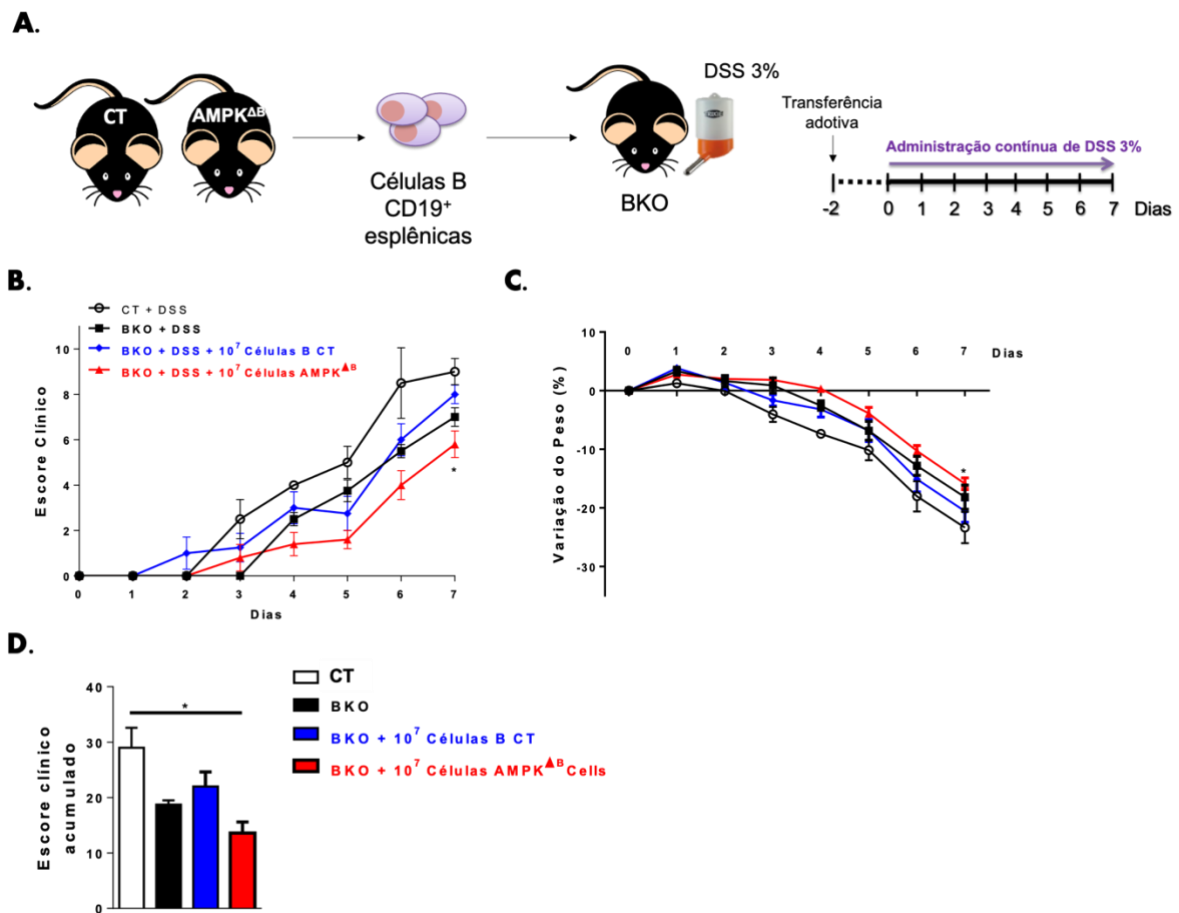 A.
CT
AMPKΔB
Células B
CD19+
esplênicas
DSS 3%
BKO
Transferência
adotiva
Administração contínua de DSS 3%
-2 0 1 2 3 4 5 6 7 Dias
B.
CT + DSS
BKO + DSS
BKO + DSS + 10⁷ Células B CT
BKO + DSS + 10⁷ Células AMPK▲B
Escore Clínico
10
8
6
4
2
0
0 1 2 3 4 5 6 7
*
Dias
C.
Variação do Peso (%)
10
0
-10
-20
-30
0 1 2 3 4 5 6 7 Dias
*
D.
Escore clínico
acumulado
40
30
20
10
0
*
CT
BKO
BKO + 10⁷ Células B CT
BKO + 10⁷ Células AMPK▲B Cells